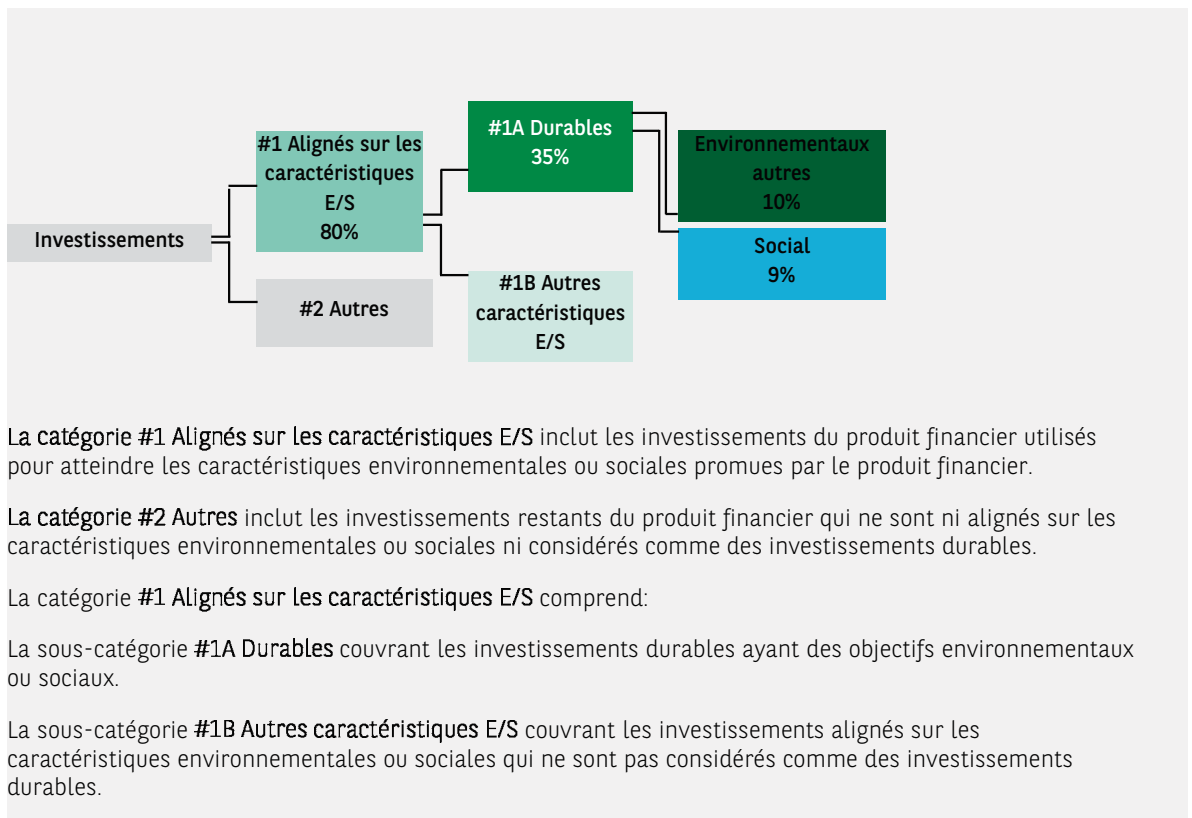 #1A Durables
35%
#1 Alignés sur les
caractéristiques
E/S
80%
Environnementaux
autres
10%
Investissements
Social
9%
#2 Autres
#1B Autres
caractéristiques
E/S
La catégorie #1 Alignés sur les caractéristiques E/S inclut les investissements du produit financier utilisés
pour atteindre les caractéristiques environnementales ou sociales promues par le produit financier.
La catégorie #2 Autres inclut les investissements restants du produit financier qui ne sont ni alignés sur les
caractéristiques environnementales ou sociales ni considérés comme des investissements durables.
La catégorie #1 Alignés sur les caractéristiques E/S comprend:
La sous-catégorie #1A Durables couvrant les investissements durables ayant des objectifs environnementaux
ou sociaux.
La sous-catégorie #1B Autres caractéristiques E/S couvrant les investissements alignés sur les
caractéristiques environnementales ou sociales qui ne sont pas considérés comme des investissements
durables.